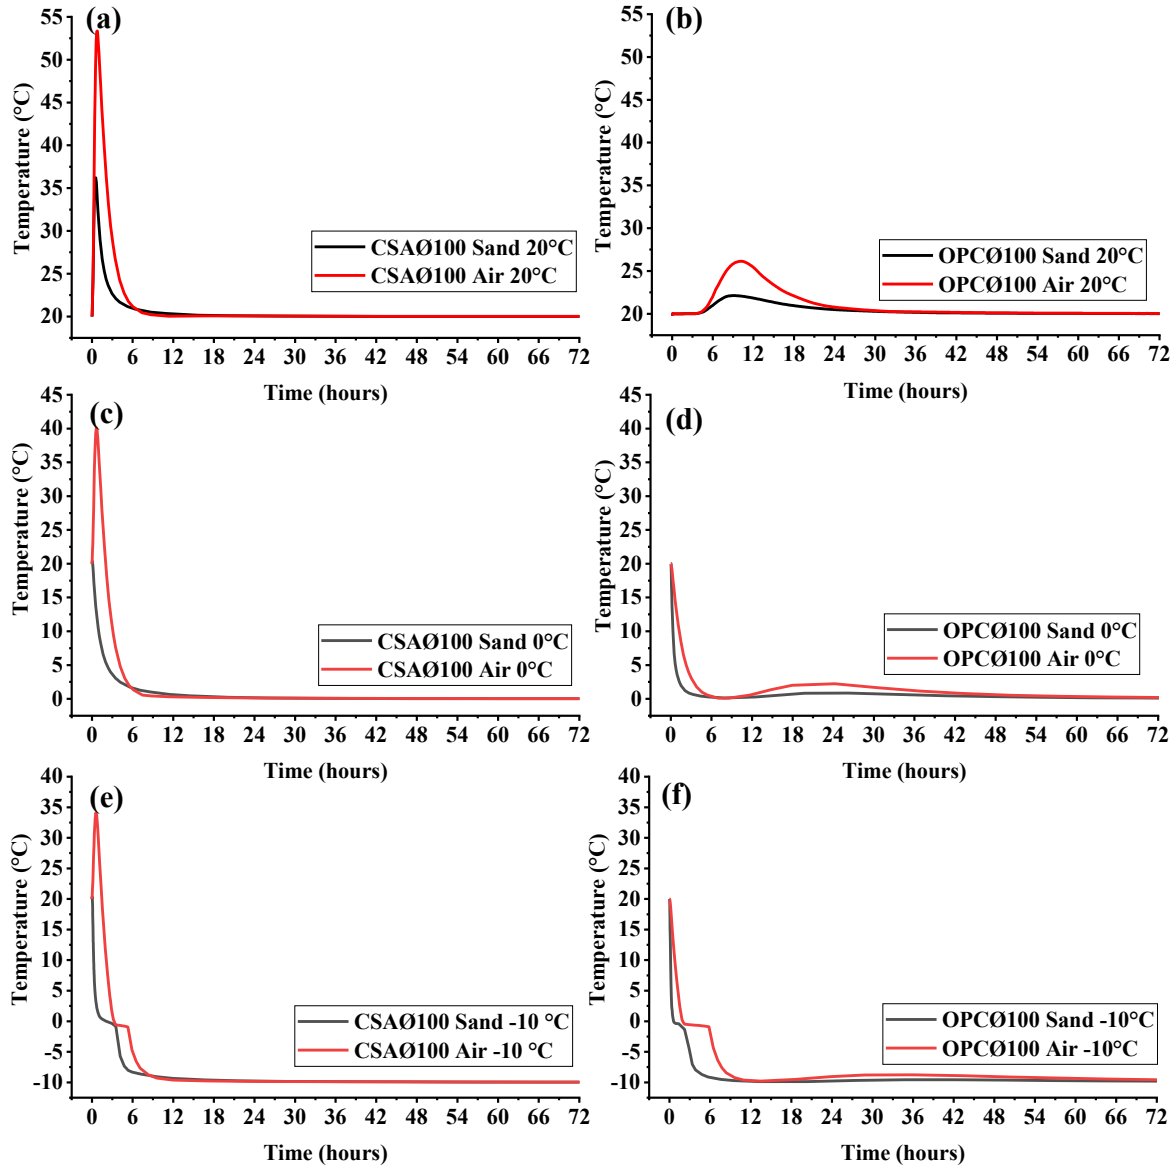 (a)
55
50
45
40
35
30
25
20
Temperature (°C)
CSAØ100 Sand 20°C
CSAØ100 Air 20°C
0 6 12 18 24 30 36 42 48 54 60 66 72
Time (hours)
(b)
55
50
45
40
35
30
25
20
Temperature (°C)
OPCØ100 Sand 20°C
OPCØ100 Air 20°C
0 6 12 18 24 30 36 42 48 54 60 66 72
Time (hours)
(c)
45
40
35
30
25
20
15
10
5
0
Temperature (°C)
CSAØ100 Sand 0°C
CSAØ100 Air 0°C
0 6 12 18 24 30 36 42 48 54 60 66 72
Time (hours)
(d)
45
40
35
30
25
20
15
10
5
0
Temperature (°C)
OPCØ100 Sand 0°C
OPCØ100 Air 0°C
0 6 12 18 24 30 36 42 48 54 60 66 72
Time (hours)
(e)
40
35
30
25
20
15
10
5
0
-5
-10
Temperature (°C)
CSAØ100 Sand -10 °C
CSAØ100 Air -10 °C
0 6 12 18 24 30 36 42 48 54 60 66 72
Time (hours)
(f)
40
35
30
25
20
15
10
5
0
-5
-10
Temperature (°C)
OPCØ100 Sand -10°C
OPCØ100 Air -10°C
0 6 12 18 24 30 36 42 48 54 60 66 72
Time (hours)